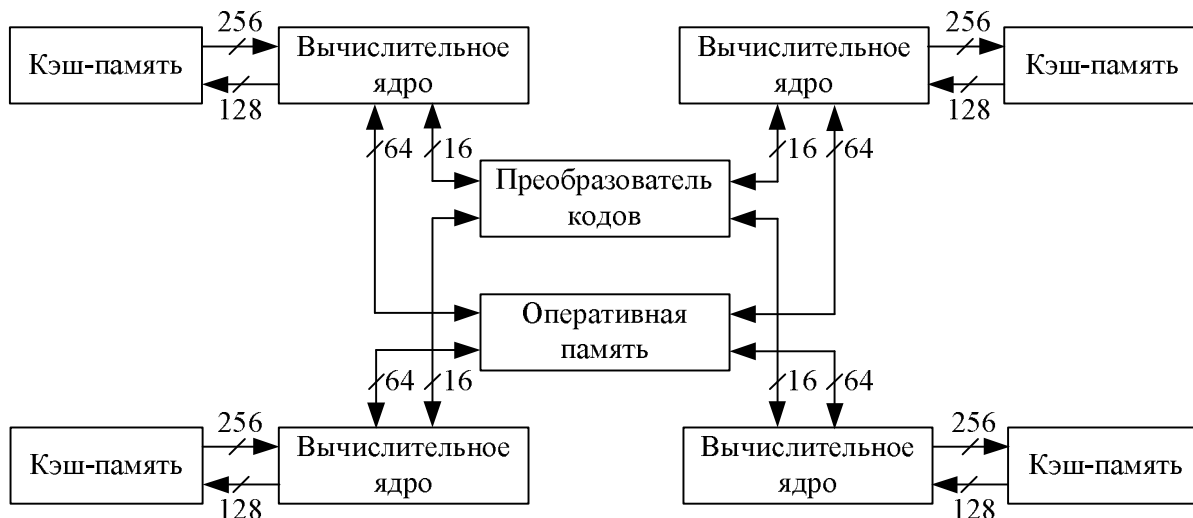 256
Кэш-память
128
Вычислительное
ядро
Вычислительное
ядро
256
Кэш-память
128
64
16
16
64
Преобразователь
кодов
Оперативная
память
64
16
16
64
256
Кэш-память
128
Вычислительное
ядро
Вычислительное
ядро
256
Кэш-память
128